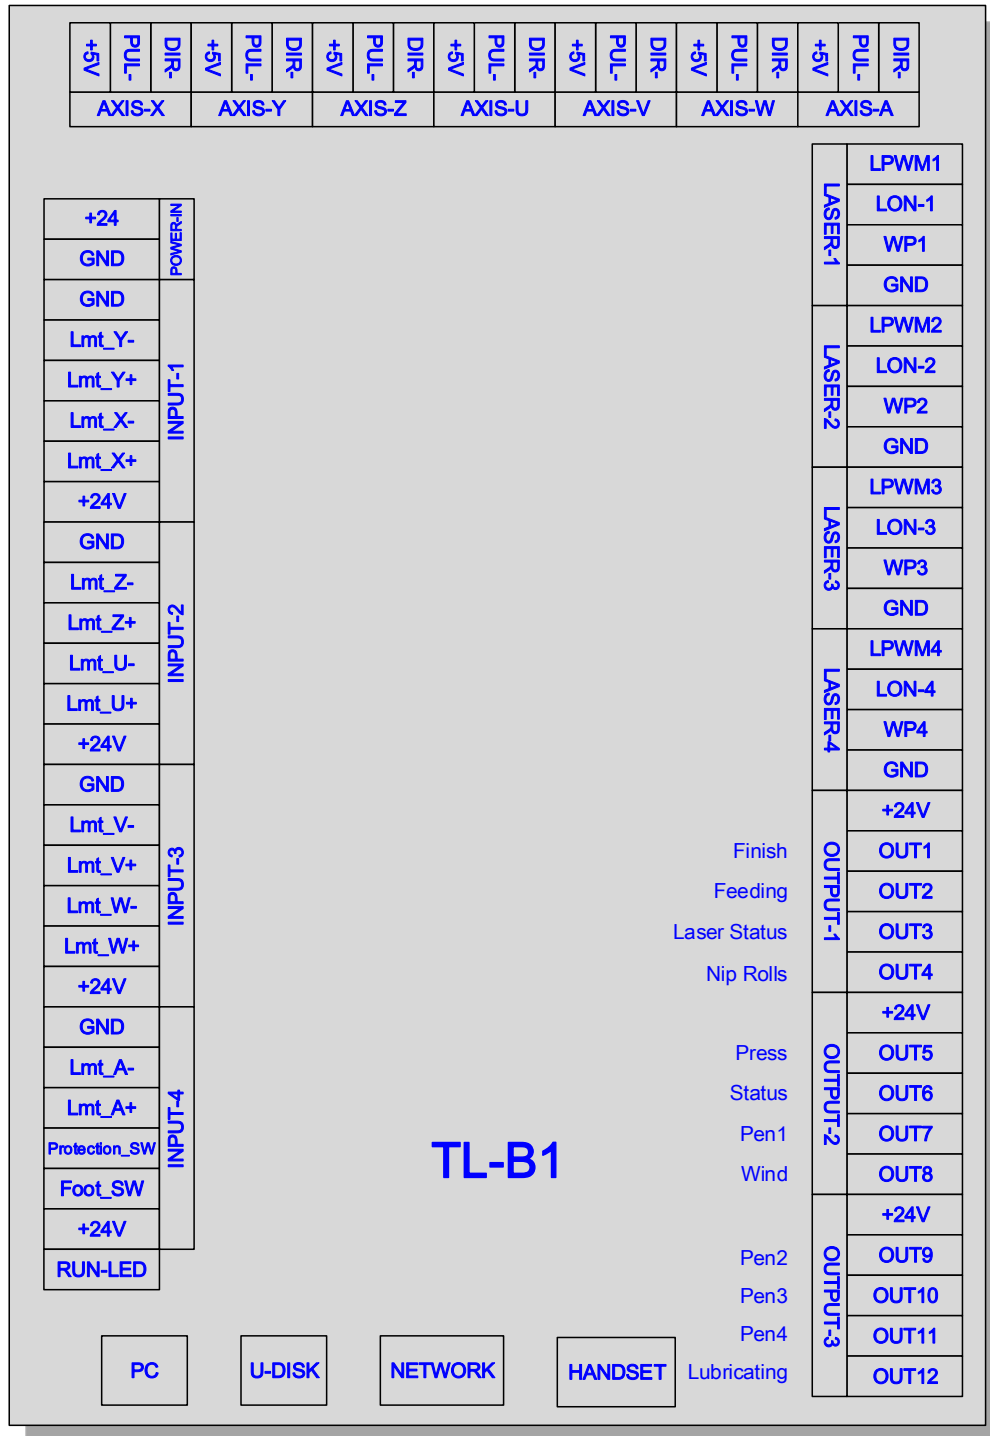 +5V PUL- DIR- +5V PUL- DIR- +5V PUL- DIR- +5V PUL- DIR- +5V PUL- DIR- +5V PUL- DIR- +5V PUL- DIR-
AXIS-X AXIS-Y AXIS-Z AXIS-U AXIS-V AXIS-W AXIS-A
POWER-IN
+24
GND
INPUT-1
GND
Lmt_Y-
Lmt_Y+
Lmt_X-
Lmt_X+
+24V
INPUT-2
GND
Lmt_Z-
Lmt_Z+
Lmt_U-
Lmt_U+
+24V
INPUT-3
GND
Lmt_V-
Lmt_V+
Lmt_W-
Lmt_W+
+24V
INPUT-4
GND
Lmt_A-
Lmt_A+
Protection_SW
Foot_SW
+24V
RUN-LED
TL-B1
LASER-1
LPWM1
LON-1
WP1
GND
LASER-2
LPWM2
LON-2
WP2
GND
LASER-3
LPWM3
LON-3
WP3
GND
LASER-4
LPWM4
LON-4
WP4
GND
OUTPUT-1
+24V
Finish OUT1
Feeding OUT2
Laser Status OUT3
Nip Rolls OUT4
OUTPUT-2
+24V
Press OUT5
Status OUT6
Pen1 OUT7
Wind OUT8
OUTPUT-3
+24V
Pen2 OUT9
Pen3 OUT10
Pen4 OUT11
Lubricating OUT12
PC U-DISK NETWORK HANDSET